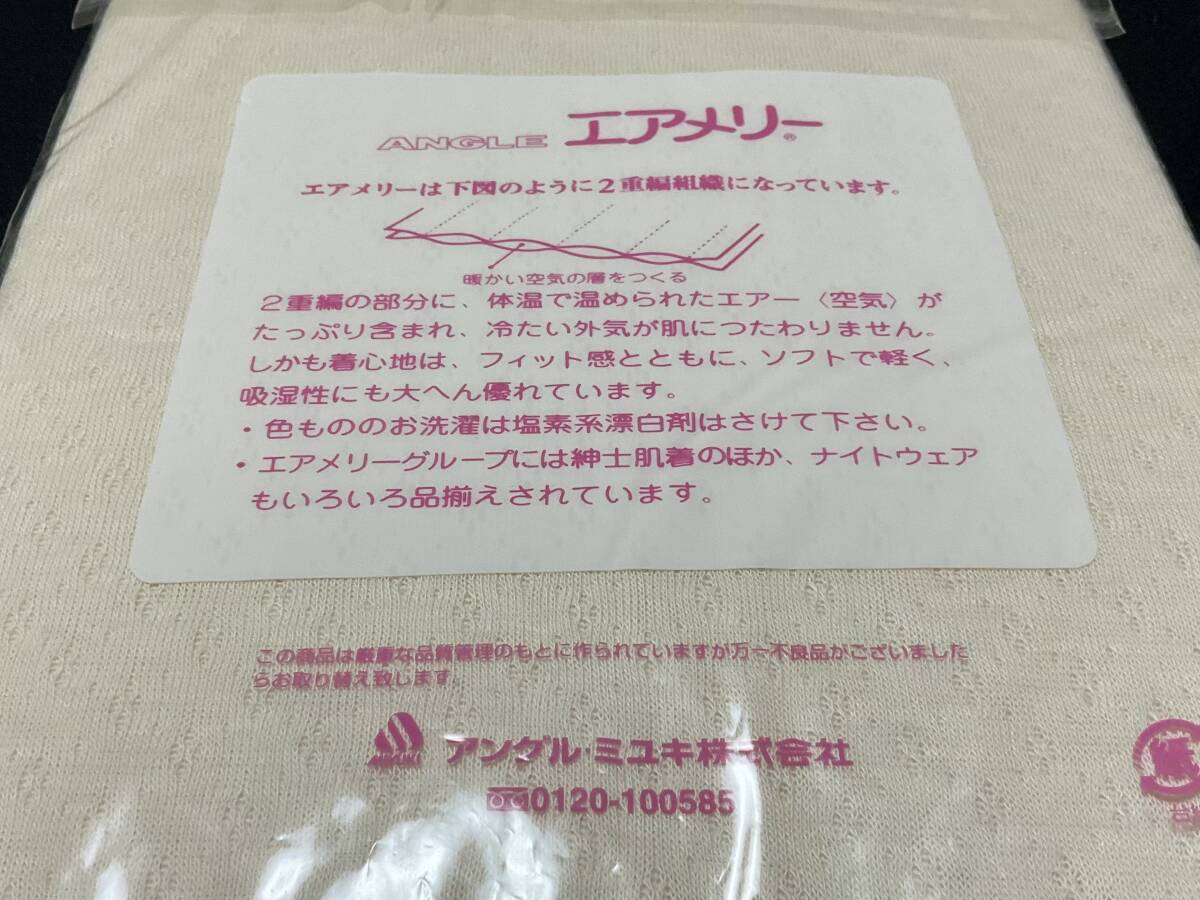 ANGLE エアメリー®
エアメリーは下図のように2重編組織になっています。
暖かい空気の層をつくる
2重編の部分に、体温で温められたエアー〈空気〉が
たっぷり含まれ、冷たい外気が肌につたわりません。
しかも着心地は、フィット感とともに、ソフトで軽く、
吸湿性にも大へん優れています。
・色もののお洗濯は塩素系漂白剤はさけて下さい。
・エアメリーグループには紳士肌着のほか、ナイトウェア
もいろいろ品揃えされています。
この商品は厳重な品質管理のもとに作られていますが万一不良品がございました
らお取り替え致します
アングル・ミユキ株式会社
0120-100585